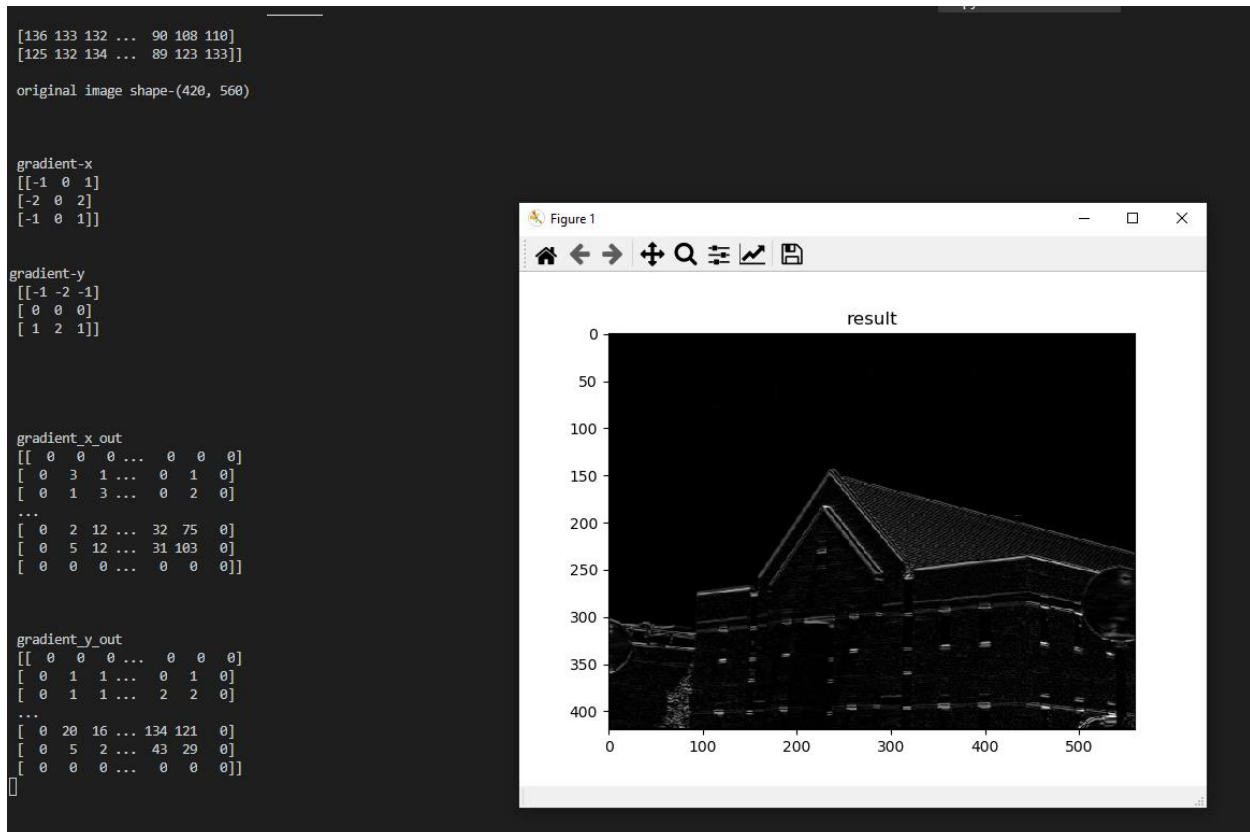 [136 133 132 ... 90 108 110]
[125 132 134 ... 89 123 133]]
original image shape-(420, 560)
gradient-x
[[-1 0 1]
[-2 0 2]
[-1 0 1]]
gradient-y
[[-1 -2 -1]
[ 0 0 0]
[ 1 2 1]]
gradient_x_out
[[ 0 0 0 ... 0 0 0]
[ 0 3 1 ... 0 1 0]
[ 0 1 3 ... 0 2 0]
...
[ 0 2 12 ... 32 75 0]
[ 0 5 12 ... 31 103 0]
[ 0 0 0 ... 0 0 0]]
gradient_y_out
[[ 0 0 0 ... 0 0 0]
[ 0 1 1 ... 0 1 0]
[ 0 1 1 ... 2 2 0]
...
[ 0 20 16 ... 134 121 0]
[ 0 5 2 ... 43 29 0]
[ 0 0 0 ... 0 0 0]]
Figure 1
result
0
50
100
150
200
250
300
350
400
0 100 200 300 400 500